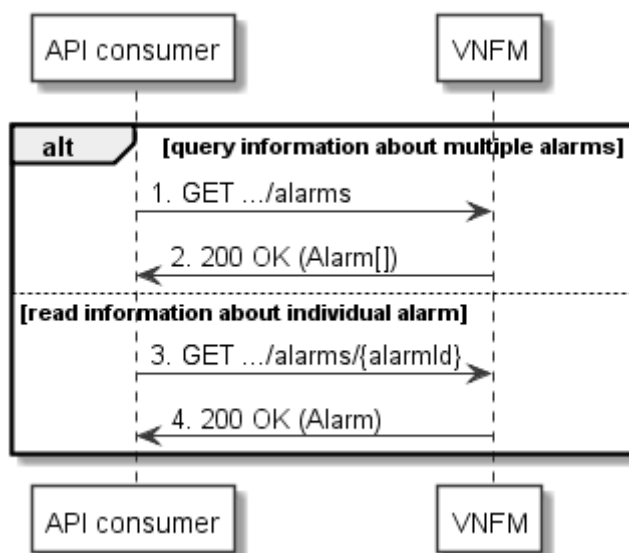 API consumer VNFM
alt [query information about multiple alarms]
1. GET .../alarms
2. 200 OK (Alarm[])
[read information about individual alarm]
3. GET .../alarms/{alarmId}
4. 200 OK (Alarm)
API consumer VNFM